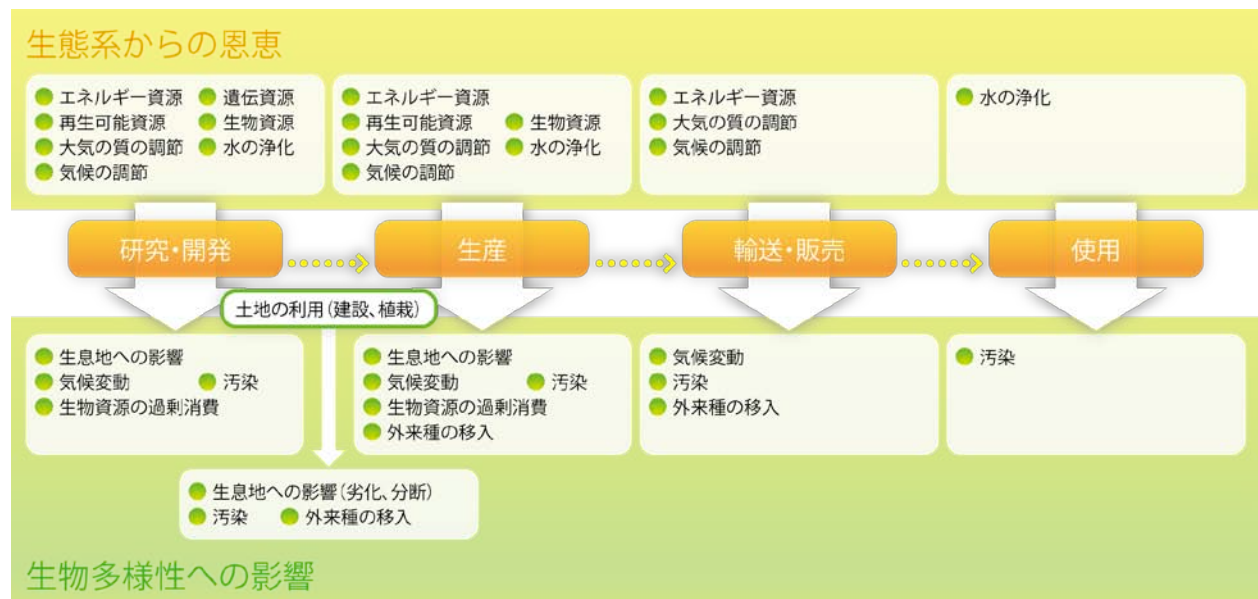 生態系からの恩恵
エネルギー資源 遺伝資源
再生可能資源 生物資源
大気の質の調節 水の浄化
気候の調節
エネルギー資源
再生可能資源 生物資源
大気の質の調節 水の浄化
気候の調節
エネルギー資源
大気の質の調節
気候の調節
水の浄化
研究・開発
生産
輸送・販売
使用
土地の利用(建設、植栽)
生息地への影響
気候変動 汚染
生物資源の過剰消費
生息地への影響
気候変動 汚染
生物資源の過剰消費
外来種の移入
気候変動
汚染
外来種の移入
汚染
生息地への影響(劣化、分断)
汚染 外来種の移入
生物多様性への影響